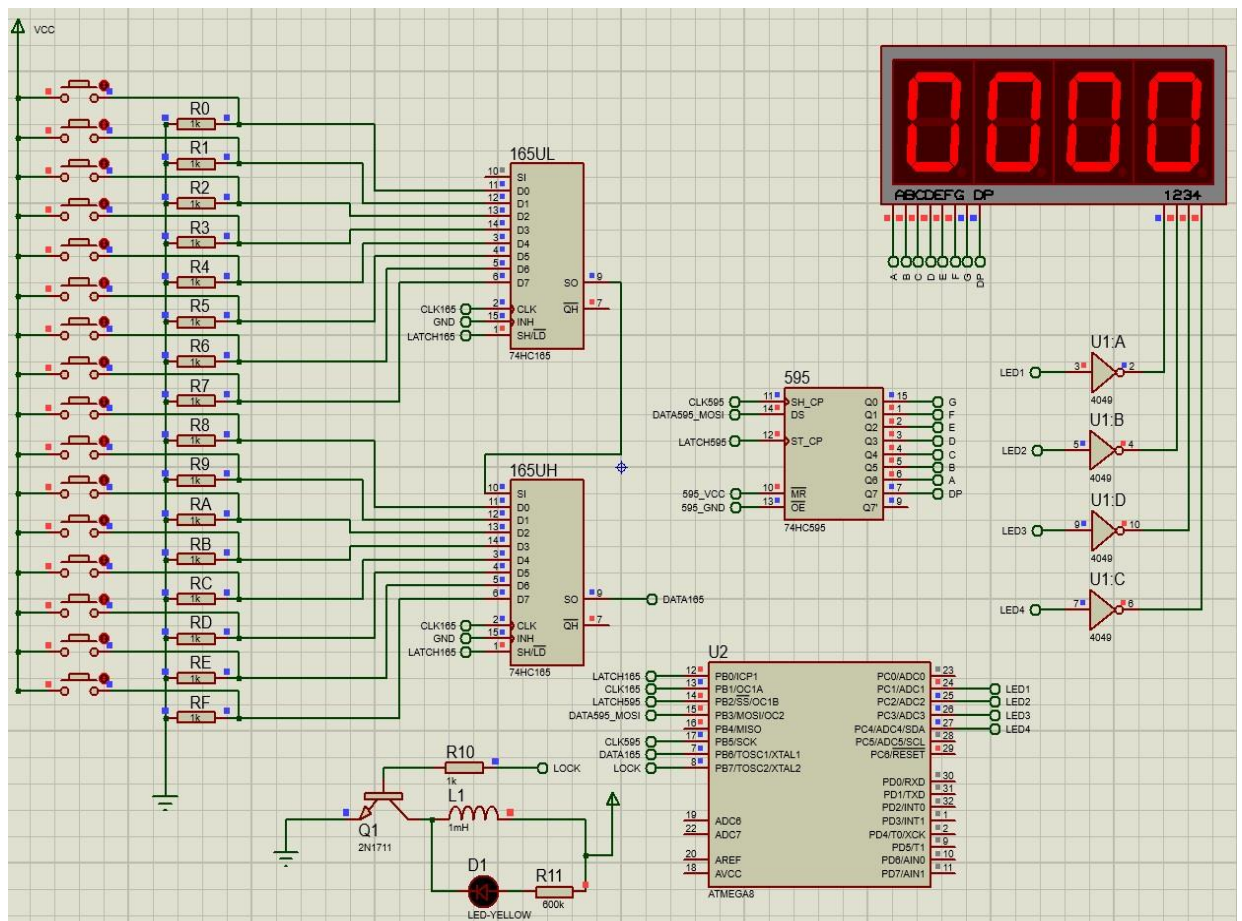 VCC
R0
1k
R1
1k
R2
1k
R3
1k
R4
1k
R5
1k
R6
1k
R7
1k
R8
1k
R9
1k
RA
1k
RB
1k
RC
1k
RD
1k
RE
1k
RF
1k
165UL
10 SI
11 D0
12 D1
13 D2
14 D3
3 D4
4 D5
5 D6
6 D7
SO 9
QH 7
CLK165 2 CLK
GND 15 INH
LATCH165 1 SH/LD
74HC165
165UH
10 SI
11 D0
12 D1
13 D2
14 D3
3 D4
4 D5
5 D6
6 D7
SO 9 DATA165
QH 7
CLK165 2 CLK
GND 15 INH
LATCH165 1 SH/LD
74HC165
0000
ABCDEFG DP 1234
A B C D E F G DP
U1:A
LED1 3 2
4049
U1:B
LED2 5 4
4049
U1:D
LED3 9 10
4049
U1:C
LED4 7 6
4049
595
CLK595 11 SH_CP Q0 15 G
DATA595_MOSI 14 DS Q1 1 F
Q2 2 E
LATCH595 12 ST_CP Q3 3 D
Q4 4 C
Q5 5 B
Q6 6 A
595_VCC 10 MR Q7 7 DP
595_GND 13 OE Q7' 9
74HC595
U2
LATCH165 12 PB0/ICP1 PC0/ADC0 23
CLK165 13 PB1/OC1A PC1/ADC1 24 LED1
LATCH595 14 PB2/SS/OC1B PC2/ADC2 25 LED2
DATA595_MOSI 15 PB3/MOSI/OC2 PC3/ADC3 26 LED3
16 PB4/MISO PC4/ADC4/SDA 27 LED4
CLK595 17 PB5/SCK PC5/ADC5/SCL 28
DATA165 7 PB6/TOSC1/XTAL1 PC6/RESET 29
LOCK 8 PB7/TOSC2/XTAL2
PD0/RXD 30
PD1/TXD 31
PD2/INT0 32
19 ADC6 PD3/INT1 1
22 ADC7 PD4/T0/XCK 2
PD5/T1 9
20 AREF PD6/AIN0 10
18 AVCC PD7/AIN1 11
ATMEGA8
R10
1k
LOCK
L1
1mH
Q1
2N1711
D1
LED-YELLOW
R11
600k